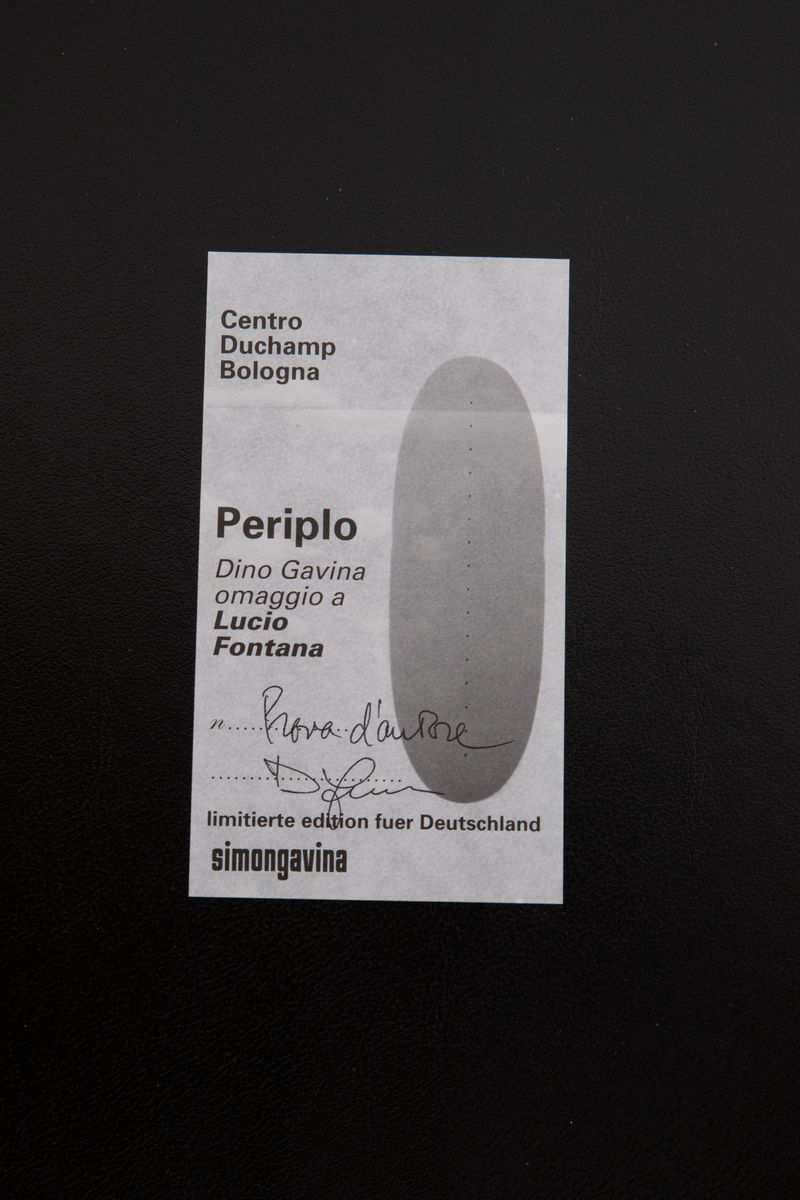 Centro
Duchamp
Bologna
Periplo
Dino Gavina
omaggio a
Lucio
Fontana
n..... Prova d'autore
limitierte edition fuer Deutschland
simongavina